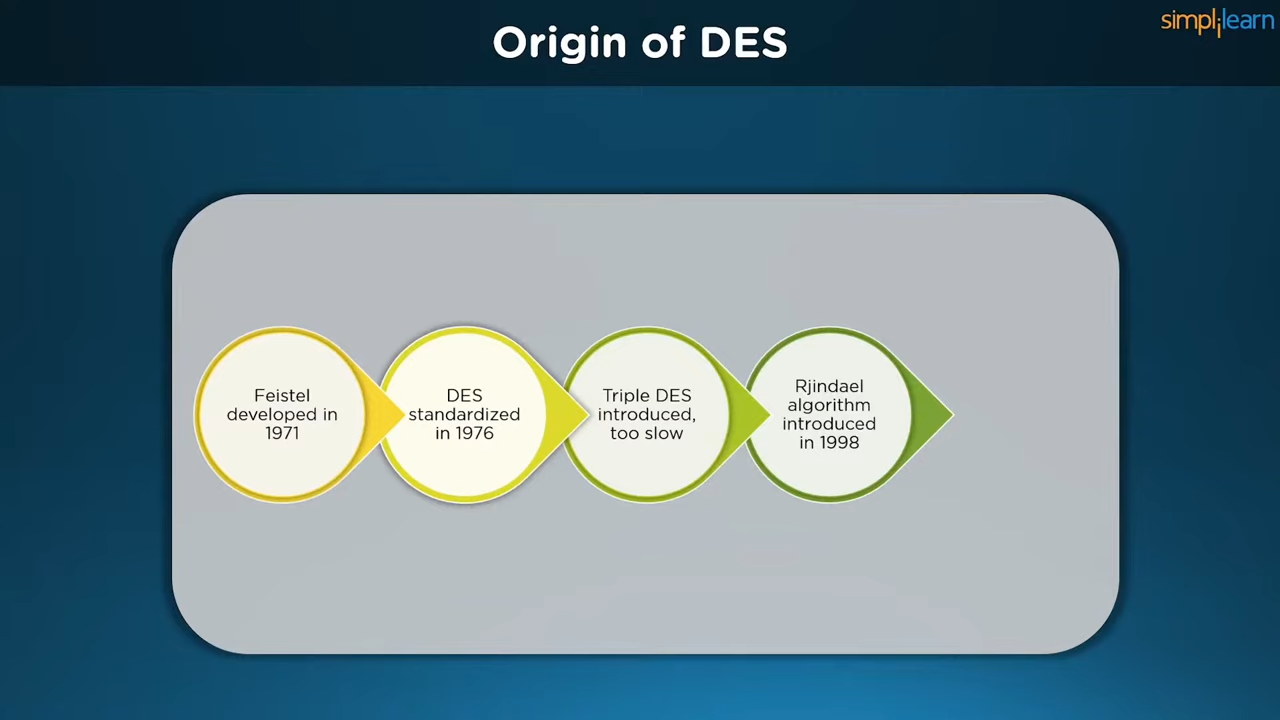 Origin of DES
simplilearn
Feistel
developed in
1971
DES
standardized
in 1976
Triple DES
introduced,
too slow
Rjindael
algorithm
introduced
in 1998